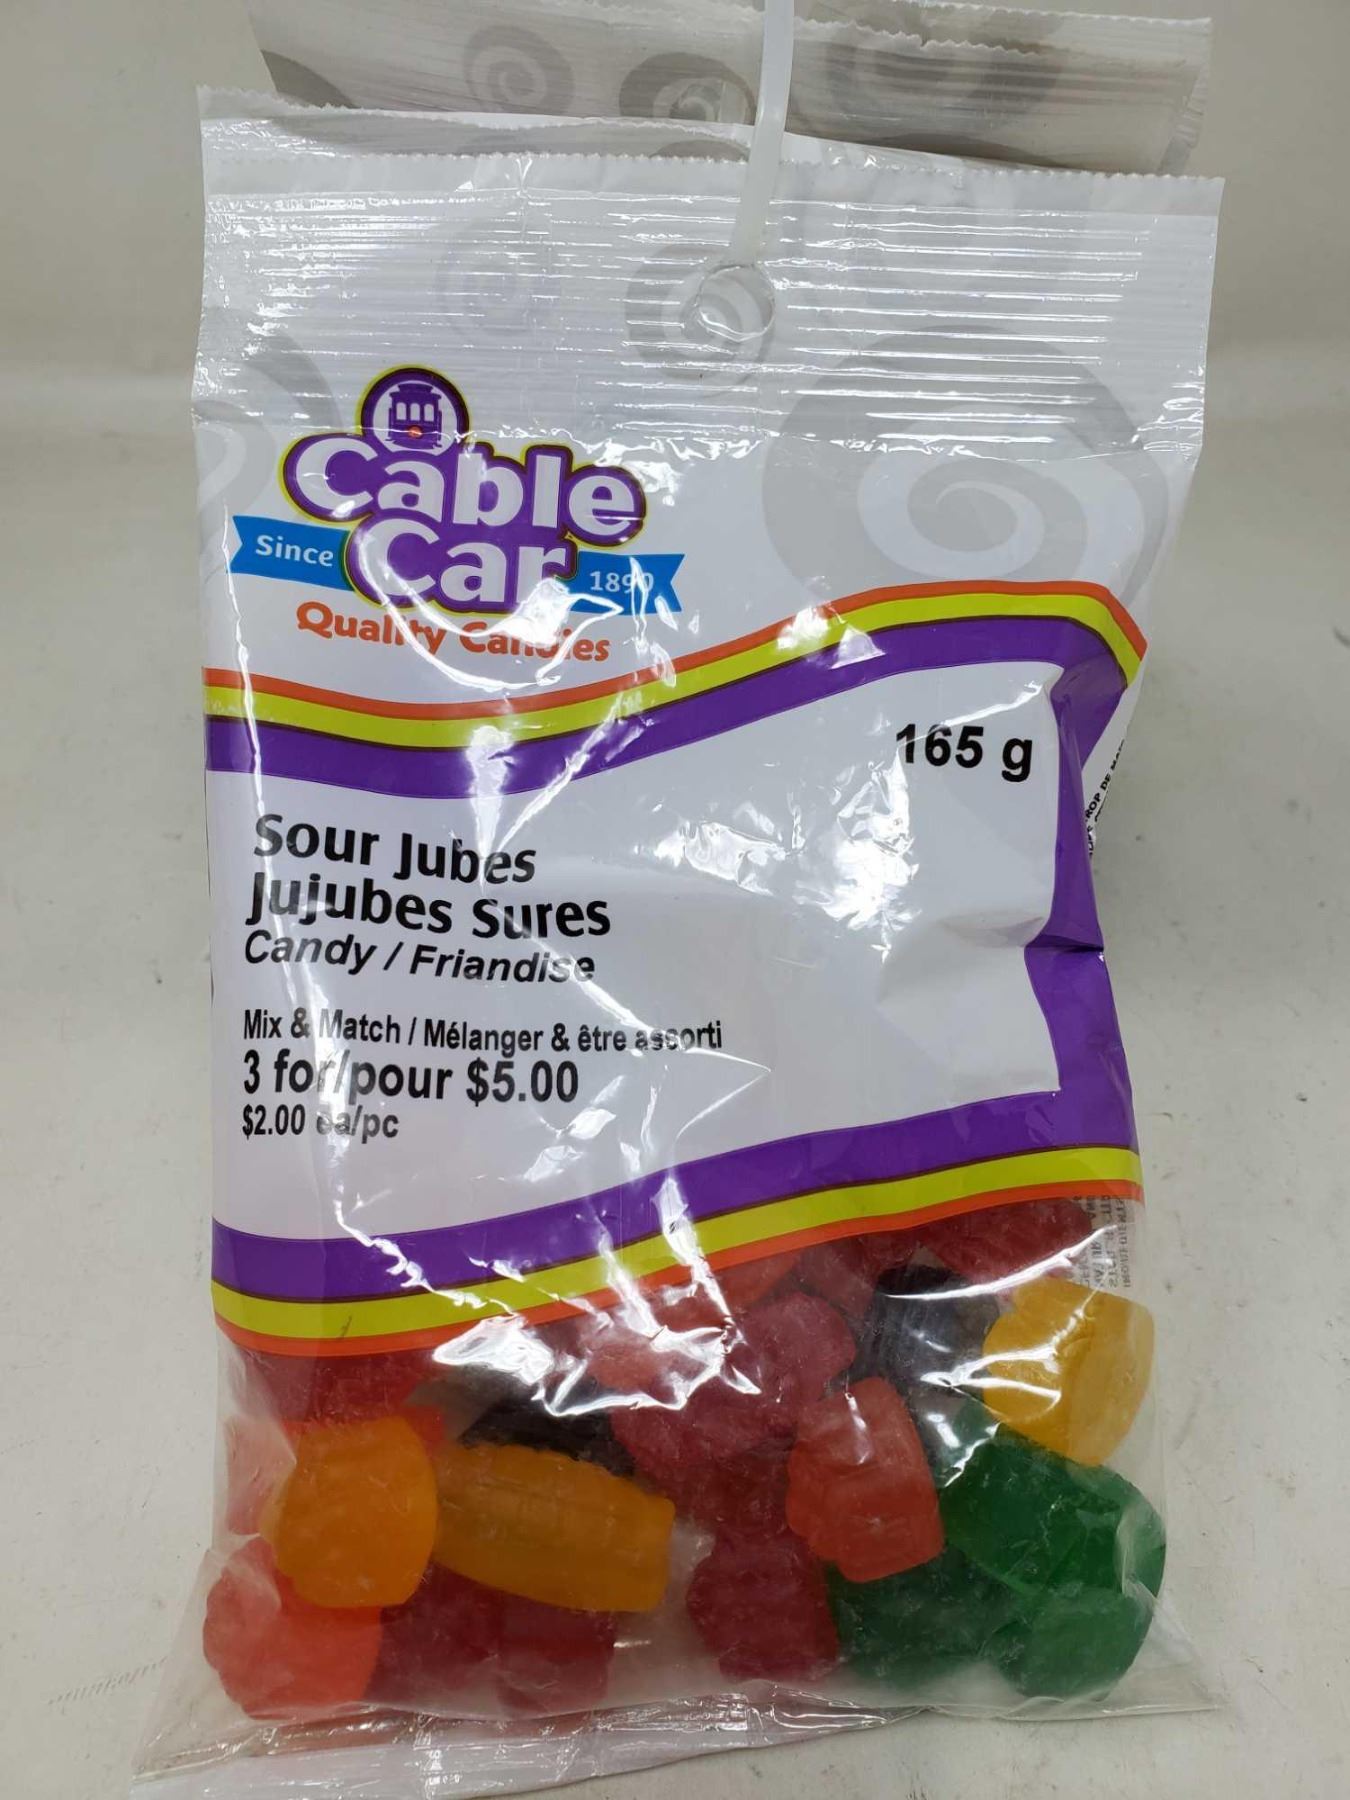 Cable
Car
Since 1890
Quality Candies
165 g
Sour Jubes
Jujubes Sures
Candy / Friandise
Mix & Match / Mélanger & être assorti
3 for/pour $5.00
$2.00 ea/pc